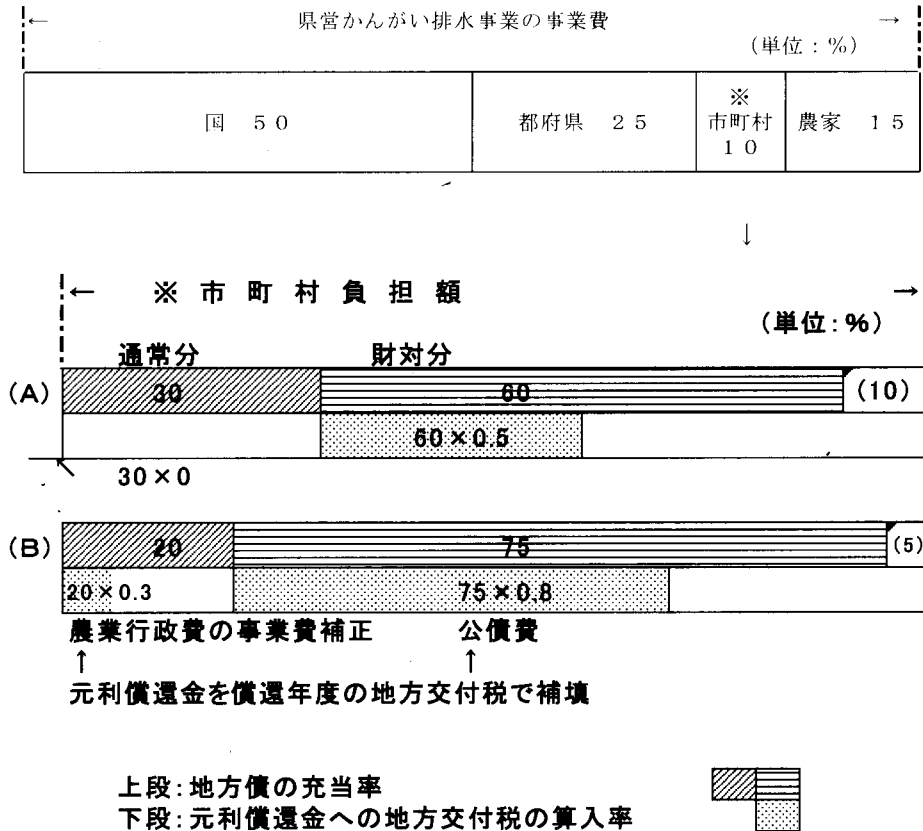 ← 県営かんがい排水事業の事業費 →
(単位：%)
国 ５０
都府県 ２５
※
市町村
１０
農家 １５
↓
← ※ 市 町 村 負 担 額 →
(単位：%)
通常分 財対分
(A) 30 60 (10)
60×0.5
30×0
(B) 20 75 (5)
20×0.3 75×0.8
農業行政費の事業費補正 公債費
↑ ↑
元利償還金を償還年度の地方交付税で補填
上段：地方債の充当率
下段：元利償還金への地方交付税の算入率